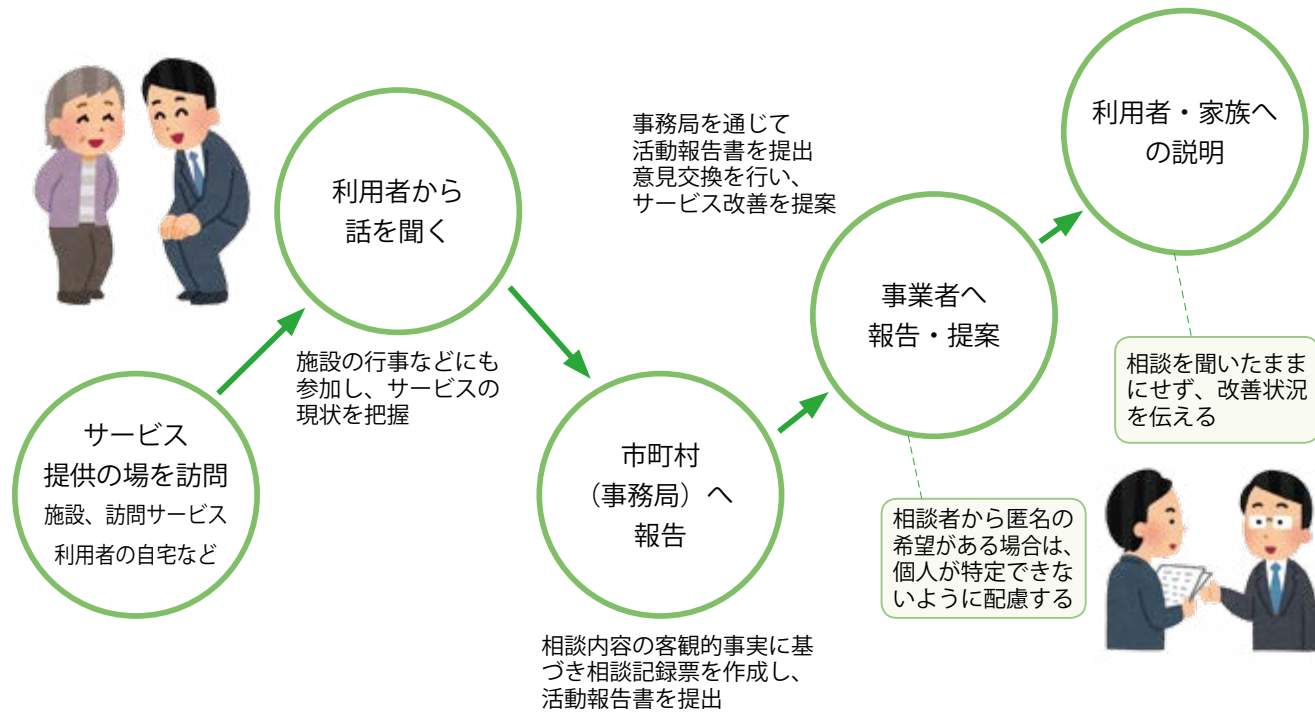 サービス
提供の場を訪問
施設、訪問サービス
利用者の自宅など
利用者から
話を聞く
施設の行事などにも
参加し、サービスの
現状を把握
市町村
（事務局）へ
報告
相談内容の客観的事実に基
づき相談記録票を作成し、
活動報告書を提出
事務局を通じて
活動報告書を提出
意見交換を行い、
サービス改善を提案
事業者へ
報告・提案
相談者から匿名の
希望がある場合は、
個人が特定できな
いように配慮する
利用者・家族へ
の説明
相談を聞いたまま
にせず、改善状況
を伝える